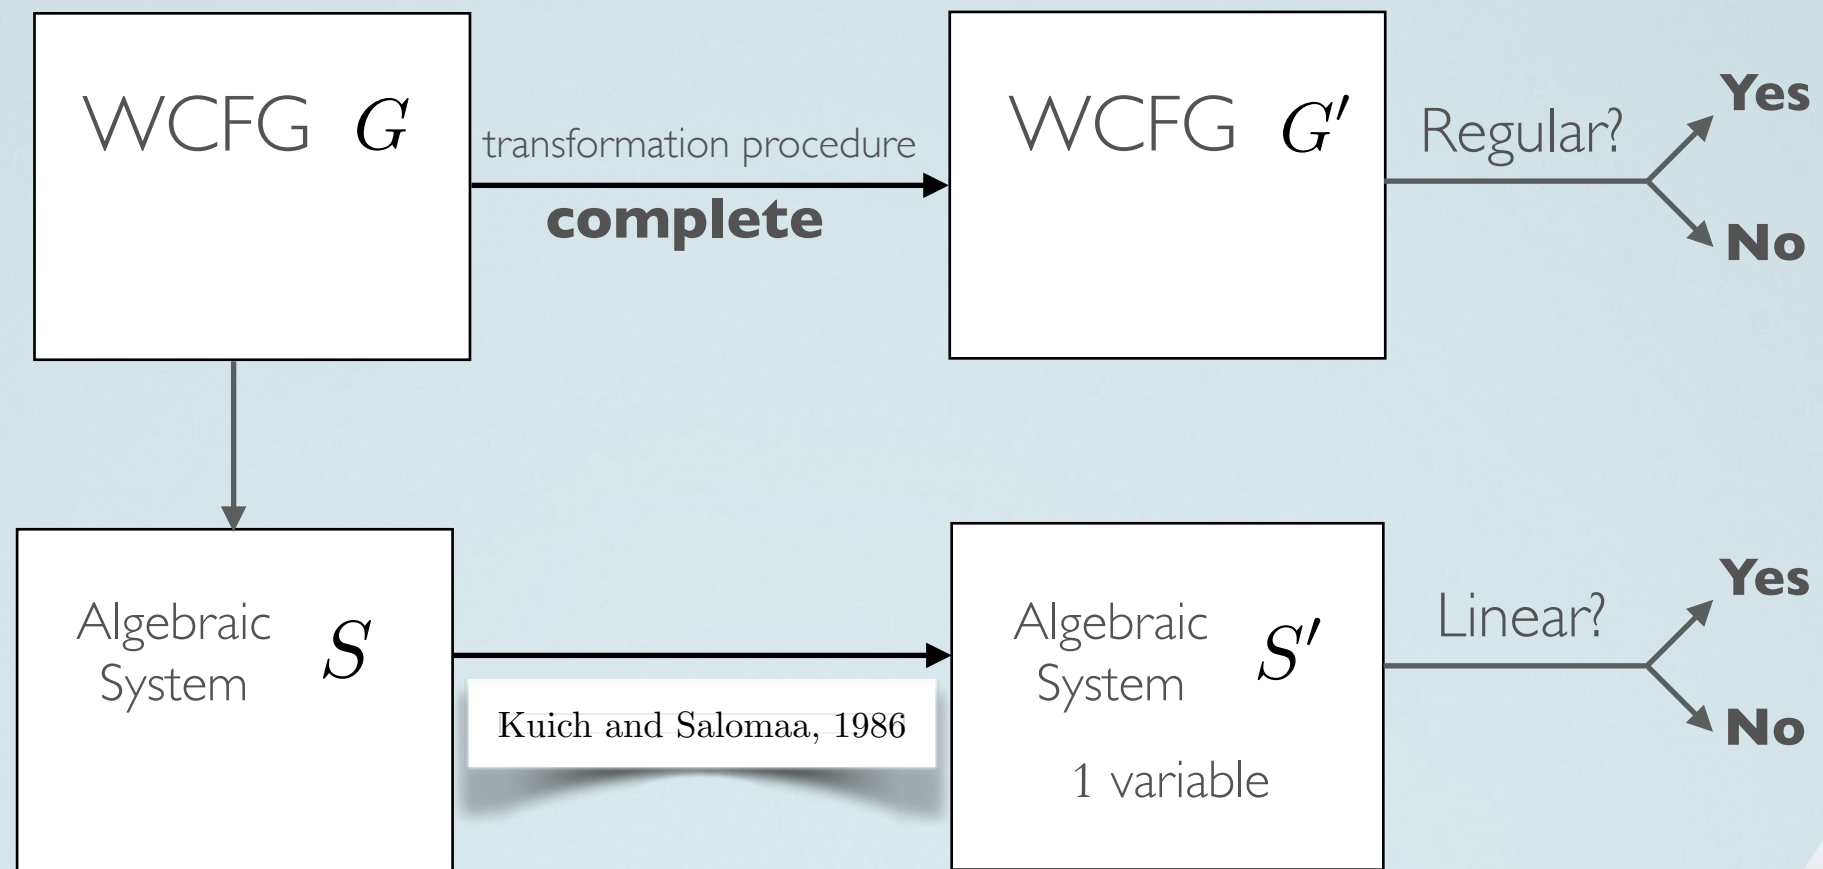 WCFG G
transformation procedure
complete
WCFG G′
Regular?
Yes
No
Algebraic
System S
Kuich and Salomaa, 1986
Algebraic
System S′
1 variable
Linear?
Yes
No